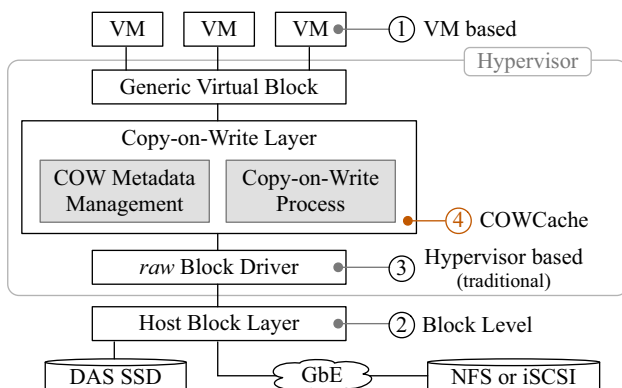 VM VM VM ① VM based
Hypervisor
Generic Virtual Block
Copy-on-Write Layer
COW Metadata Management
Copy-on-Write Process
④ COWCache
raw Block Driver
③ Hypervisor based
(traditional)
Host Block Layer ② Block Level
DAS SSD GbE NFS or iSCSI